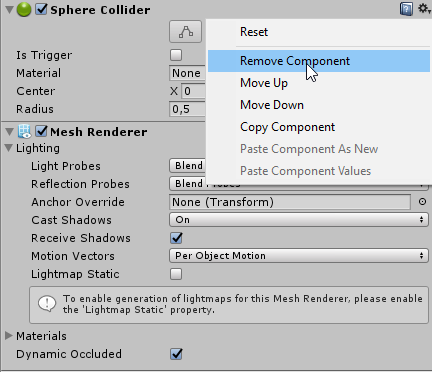 Sphere Collider
Reset
Is Trigger
Remove Component
Material None
Move Up
Center X 0
Move Down
Radius 0,5
Copy Component
Mesh Renderer
Paste Component As New
Lighting
Light Probes Blend
Paste Component Values
Reflection Probes Blend Probes
Anchor Override None (Transform)
Cast Shadows On
Receive Shadows
Motion Vectors Per Object Motion
Lightmap Static
To enable generation of lightmaps for this Mesh Renderer, please enable
the 'Lightmap Static' property.
Materials
Dynamic Occluded